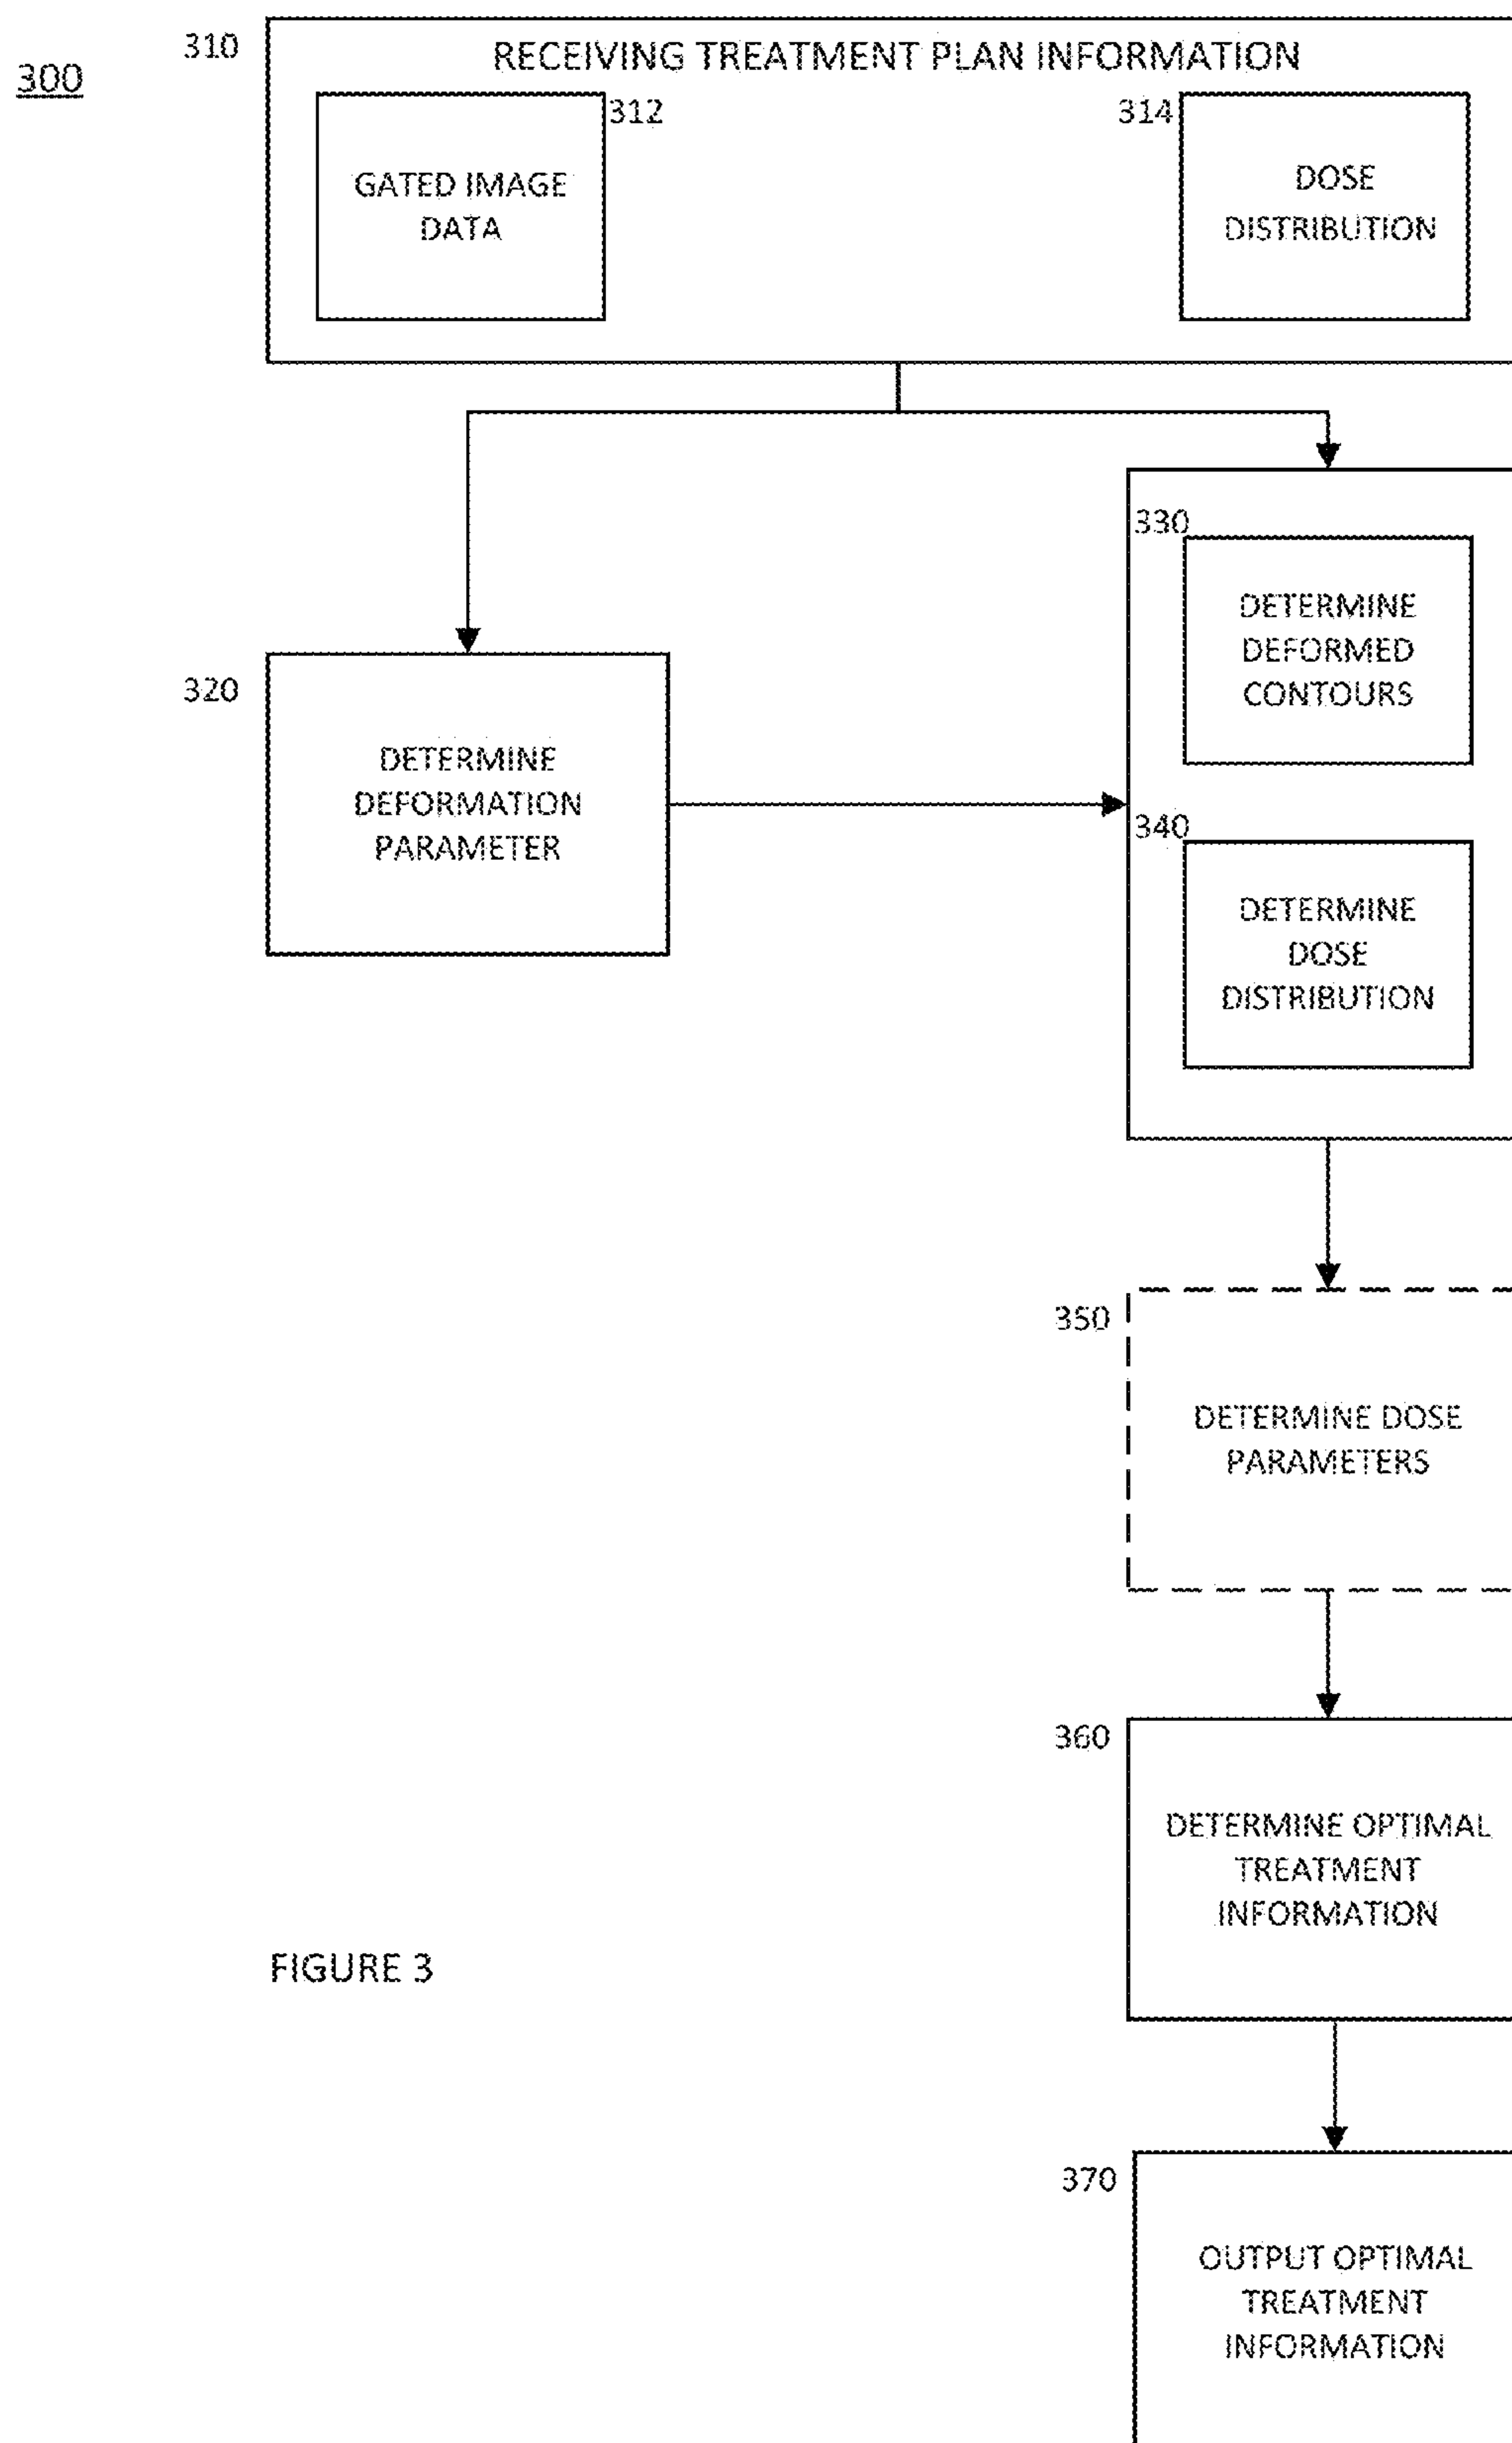 300
310
RECEIVING TREATMENT PLAN INFORMATION
312
GATED IMAGE
DATA
314
DOSE
DISTRIBUTION
320
DETERMINE
DEFORMATION
PARAMETER
330
DETERMINE
DEFORMED
CONTOURS
340
DETERMINE
DOSE
DISTRIBUTION
350
DETERMINE DOSE
PARAMETERS
360
DETERMINE OPTIMAL
TREATMENT
INFORMATION
FIGURE 3
370
OUTPUT OPTIMAL
TREATMENT
INFORMATION